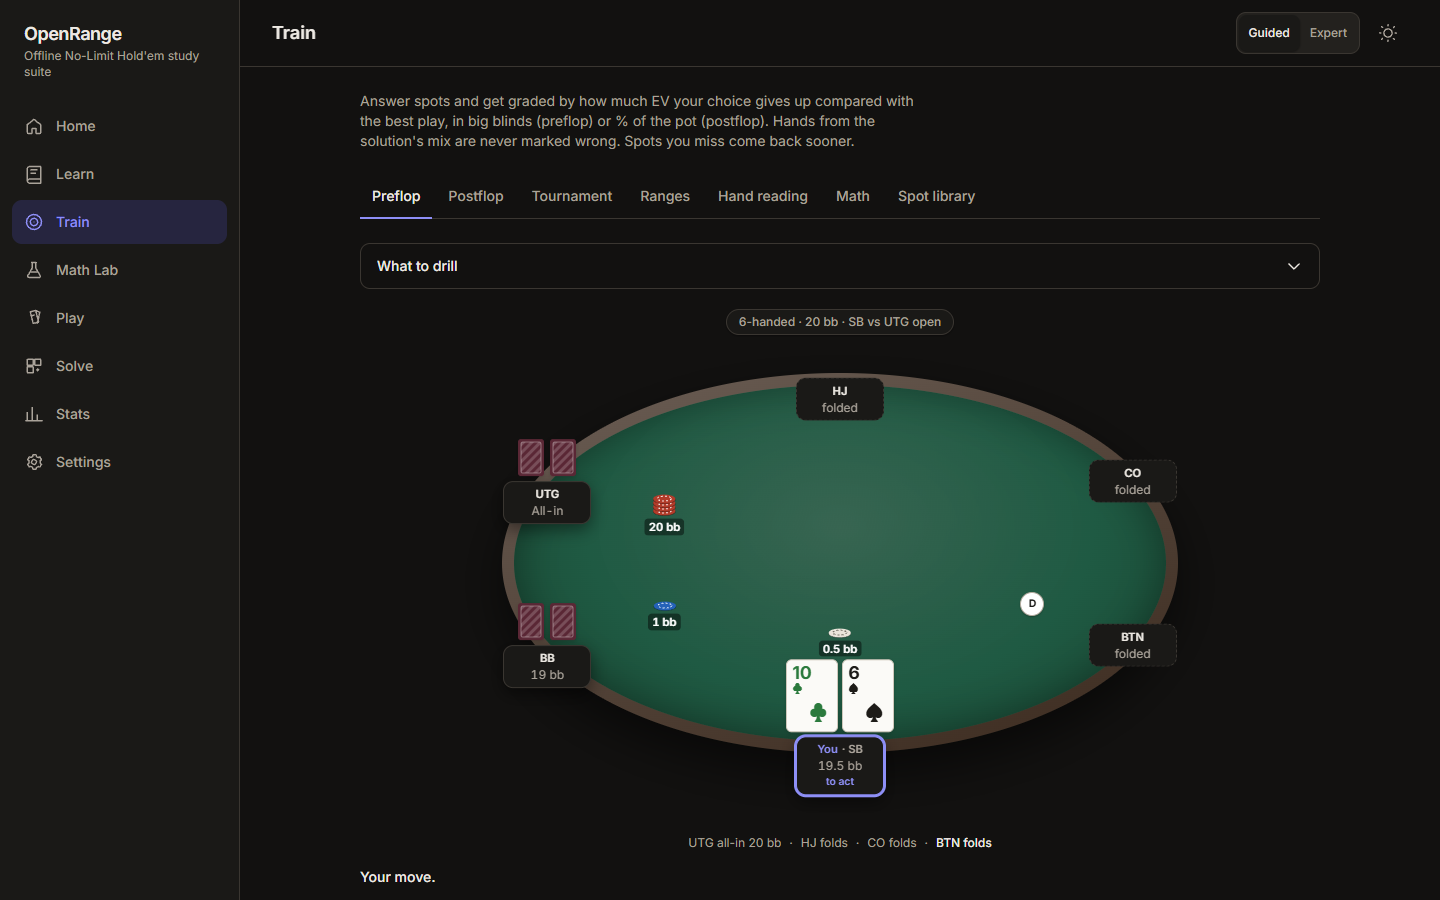 OpenRange
Offline No-Limit Hold'em study
suite
Home
Learn
Train
Math Lab
Play
Solve
Stats
Settings
Train
Guided
Expert
Answer spots and get graded by how much EV your choice gives up compared with
the best play, in big blinds (preflop) or % of the pot (postflop). Hands from the
solution's mix are never marked wrong. Spots you miss come back sooner.
Preflop
Postflop
Tournament
Ranges
Hand reading
Math
Spot library
What to drill
6-handed · 20 bb · SB vs UTG open
HJ
folded
CO
folded
UTG
All-in
20 bb
1 bb
D
BTN
folded
BB
19 bb
0.5 bb
10
6
You · SB
19.5 bb
to act
UTG all-in 20 bb · HJ folds · CO folds · BTN folds
Your move.